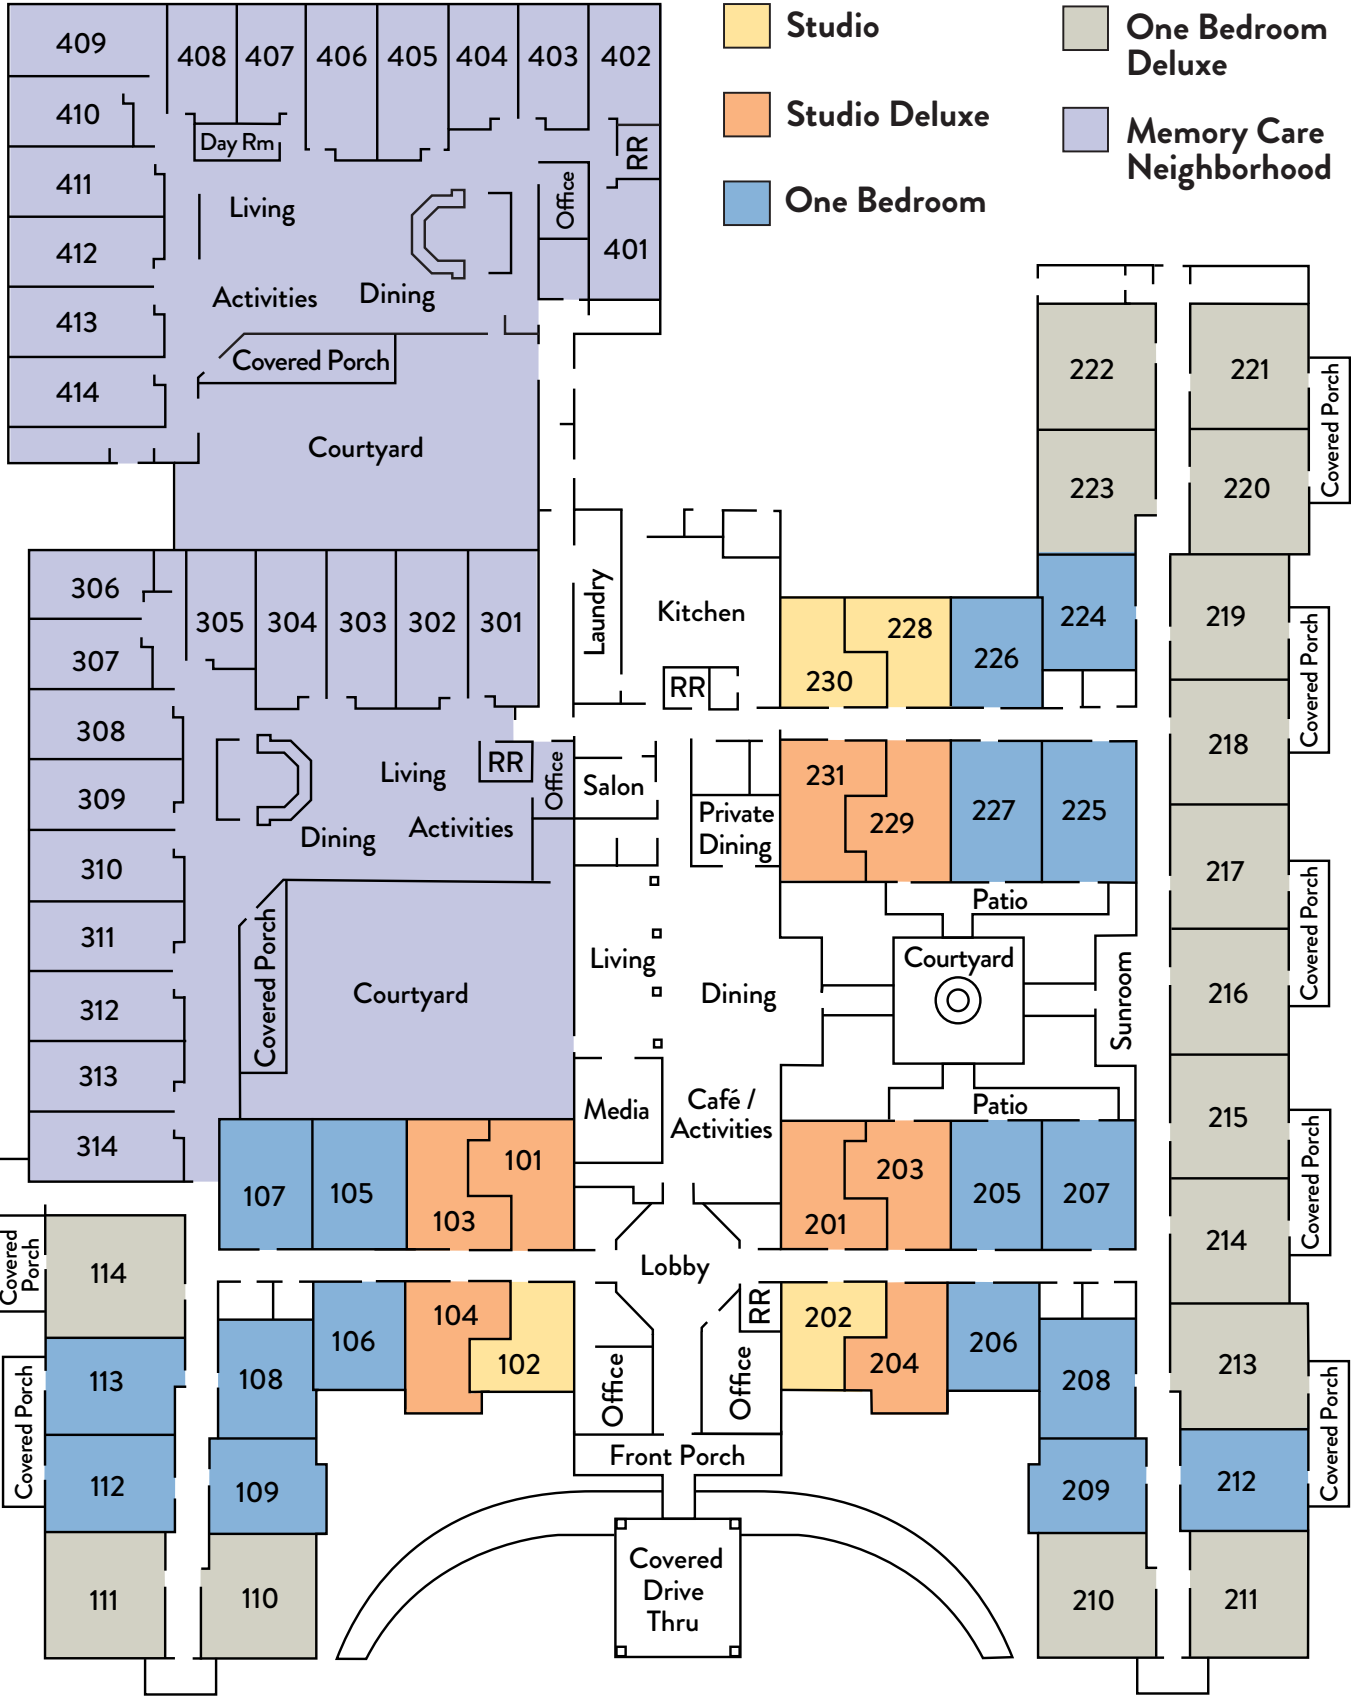 Studio
Studio Deluxe
One Bedroom
One Bedroom
Deluxe
Memory Care
Neighborhood
409
408
407
406
405
404
403
402
410
Day Rm
RR
411
Living
Office
412
401
Activities
Dining
413
Covered Porch
414
Courtyard
306
305
304
303
302
301
307
308
309
310
311
312
313
314
Living
RR
Office
Dining
Activities
Covered Porch
Courtyard
Laundry
Kitchen
RR
Salon
Private
Dining
Living
Dining
Media
Café /
Activities
222
221
Covered Porch
223
220
224
219
Covered Porch
230
228
226
218
231
229
227
225
217
Covered Porch
Patio
Courtyard
Sunroom
216
Patio
215
Covered Porch
214
107
105
103
101
201
203
205
207
Lobby
Covered
Porch
114
113
Covered Porch
112
111
108
109
110
106
104
102
Office
RR
Office
202
204
206
208
209
210
213
Covered Porch
212
211
Front Porch
Covered
Drive
Thru